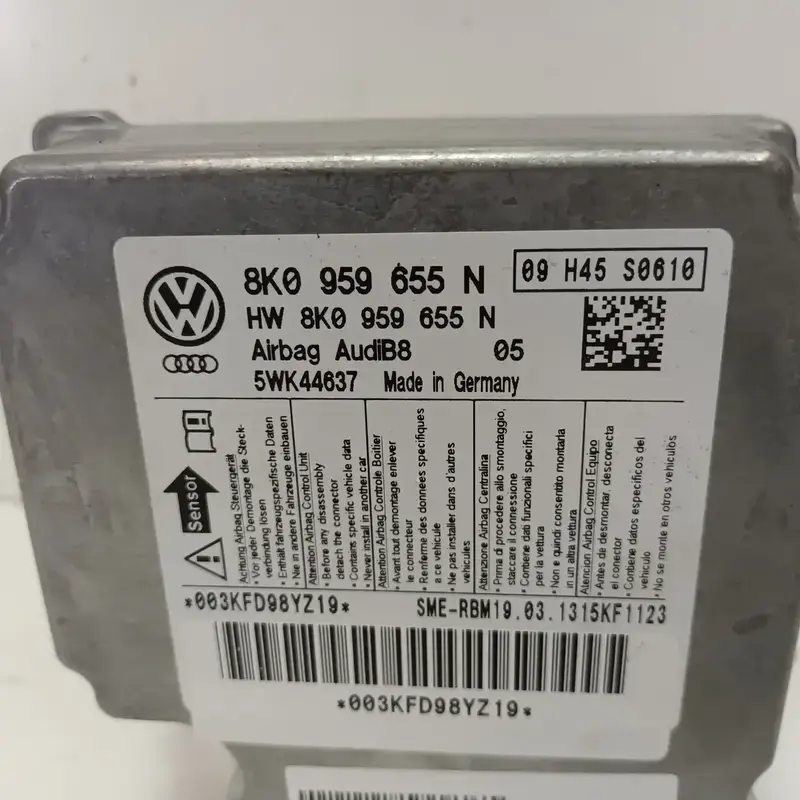 8K0 959 655 N
09 H45 S0610
HW 8K0 959 655 N
Airbag AudiB8 05
5WK44637 Made in Germany
Sensor
Achtung Airbag Steuergerät
• Vor jeder Demontage die Steck-
verbindung lösen
• Enthält fahrzeugspezifische Daten
• Nie in andere Fahrzeuge einbauen
Attention Airbag Control Unit
• Before any disassembly
detach the connector
• Contains specific vehicle data
• Never install in another car
Attention Airbag Controle Boitier
• Avant tout demontage enlever
le connecteur
• Renferme des données spécifiques
a ce véhicule
• Ne pas installer dans d'autres
vehicules
Attenzione Airbag Centralina
• Prima di procedere allo smontaggio,
staccare il connessione
• Contiene dati funzionali specifici
per la vettura
• Non e quindi consentito montarla
in un altra vettura
Atencion Airbag Control Equipo
• Antes de desmontar, desconecta
el conector
• Contiene datos especificos del
vehiculo
• No se monte en otros vehiculos
*003KFD98YZ19*
SME-RBM19.03.1315KF1123
*003KFD98YZ19*